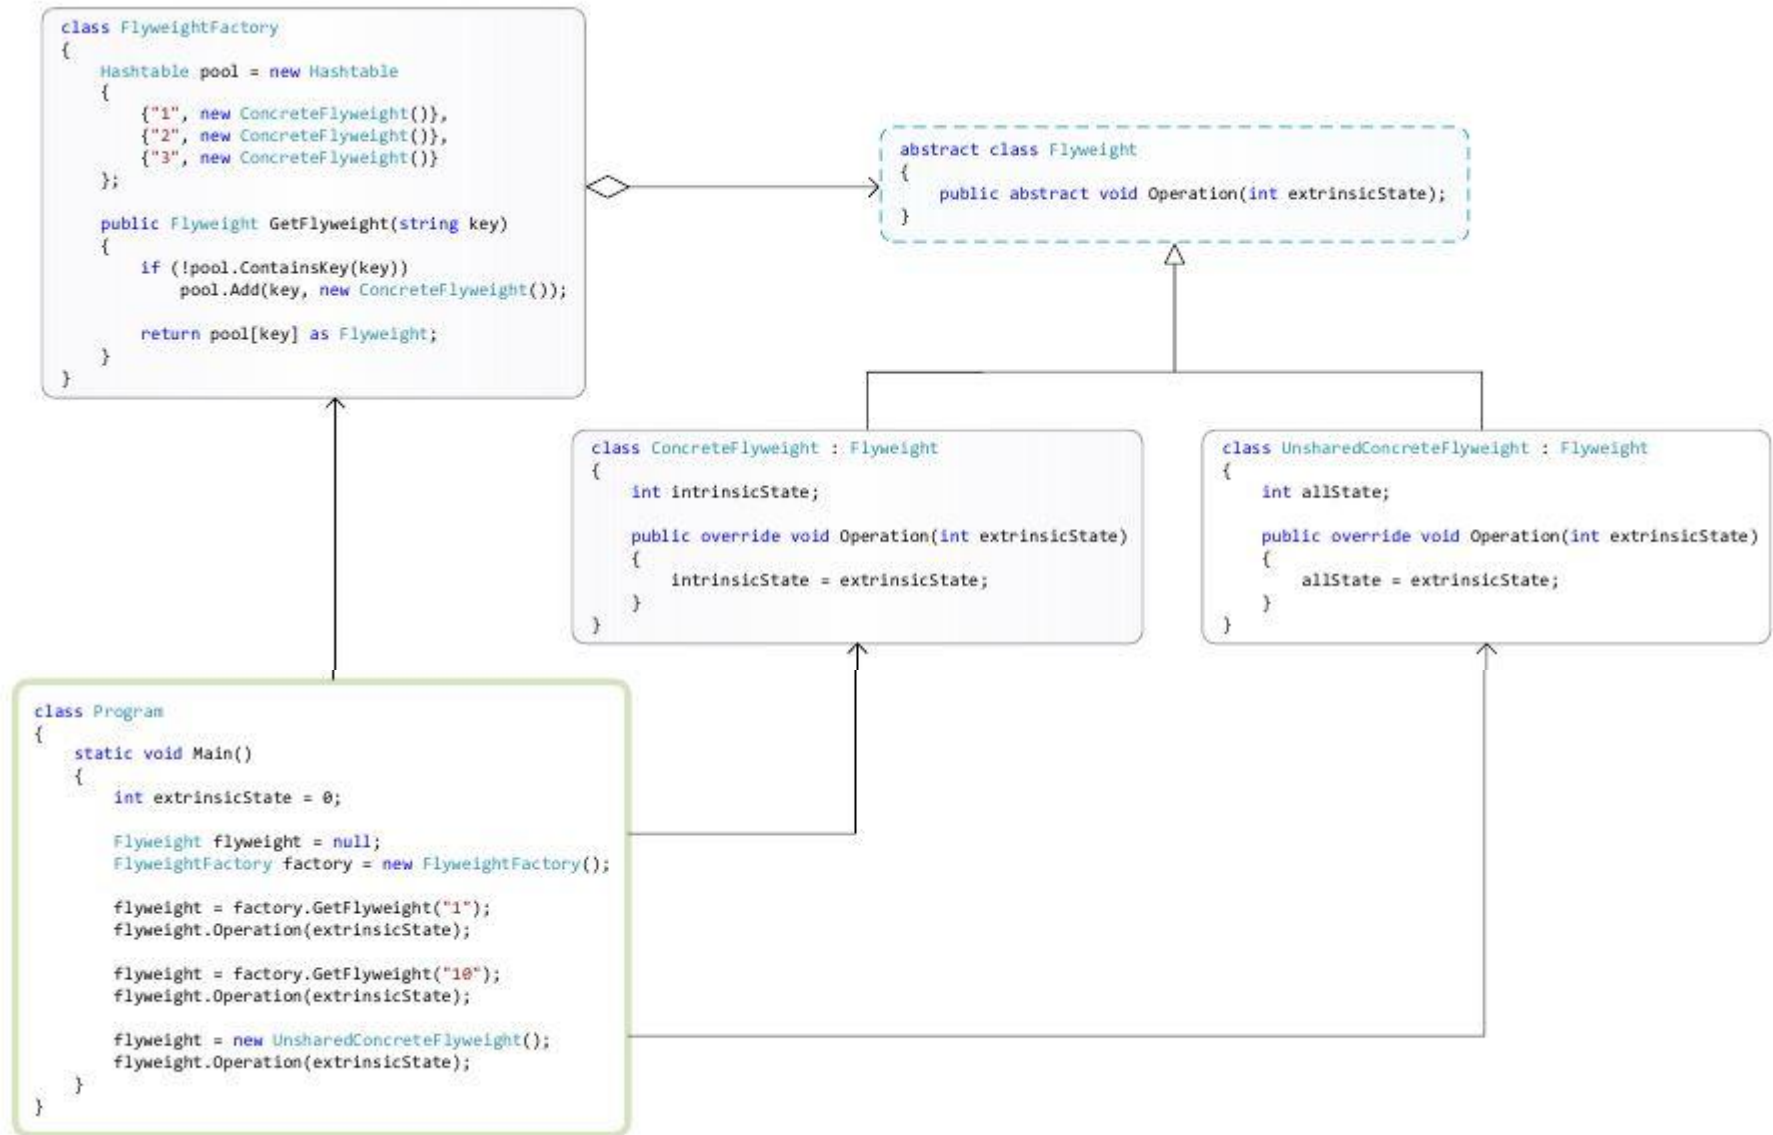 class FlyweightFactory
{
    Hashtable pool = new Hashtable
    {
        {"1", new ConcreteFlyweight()},
        {"2", new ConcreteFlyweight()},
        {"3", new ConcreteFlyweight()}
    };
    public Flyweight GetFlyweight(string key)
    {
        if (!pool.ContainsKey(key))
            pool.Add(key, new ConcreteFlyweight());
        return pool[key] as Flyweight;
    }
}
abstract class Flyweight
{
    public abstract void Operation(int extrinsicState);
}
class ConcreteFlyweight : Flyweight
{
    int intrinsicState;
    public override void Operation(int extrinsicState)
    {
        intrinsicState = extrinsicState;
    }
}
class UnsharedConcreteFlyweight : Flyweight
{
    int allState;
    public override void Operation(int extrinsicState)
    {
        allState = extrinsicState;
    }
}
class Program
{
    static void Main()
    {
        int extrinsicState = 0;
        Flyweight flyweight = null;
        FlyweightFactory factory = new FlyweightFactory();
        flyweight = factory.GetFlyweight("1");
        flyweight.Operation(extrinsicState);
        flyweight = factory.GetFlyweight("10");
        flyweight.Operation(extrinsicState);
        flyweight = new UnsharedConcreteFlyweight();
        flyweight.Operation(extrinsicState);
    }
}